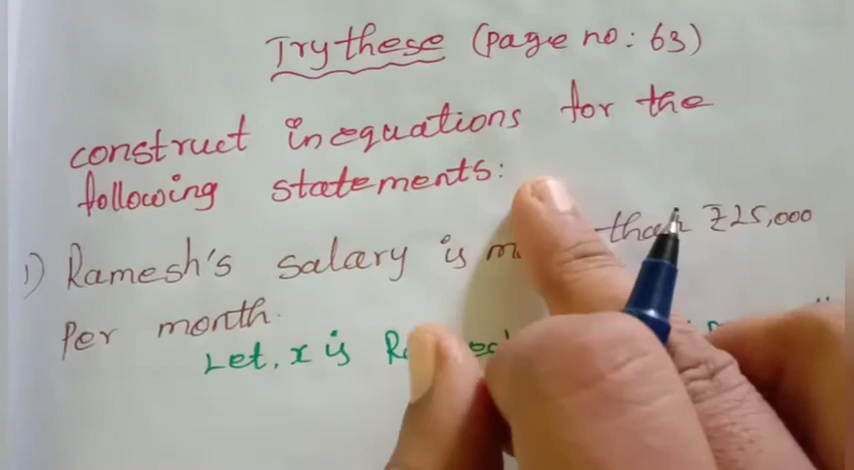 Try these (page no: 63)
construct inequations for the
following statements:
1) Ramesh's salary is than ₹25,000
Per month.
Let, x is